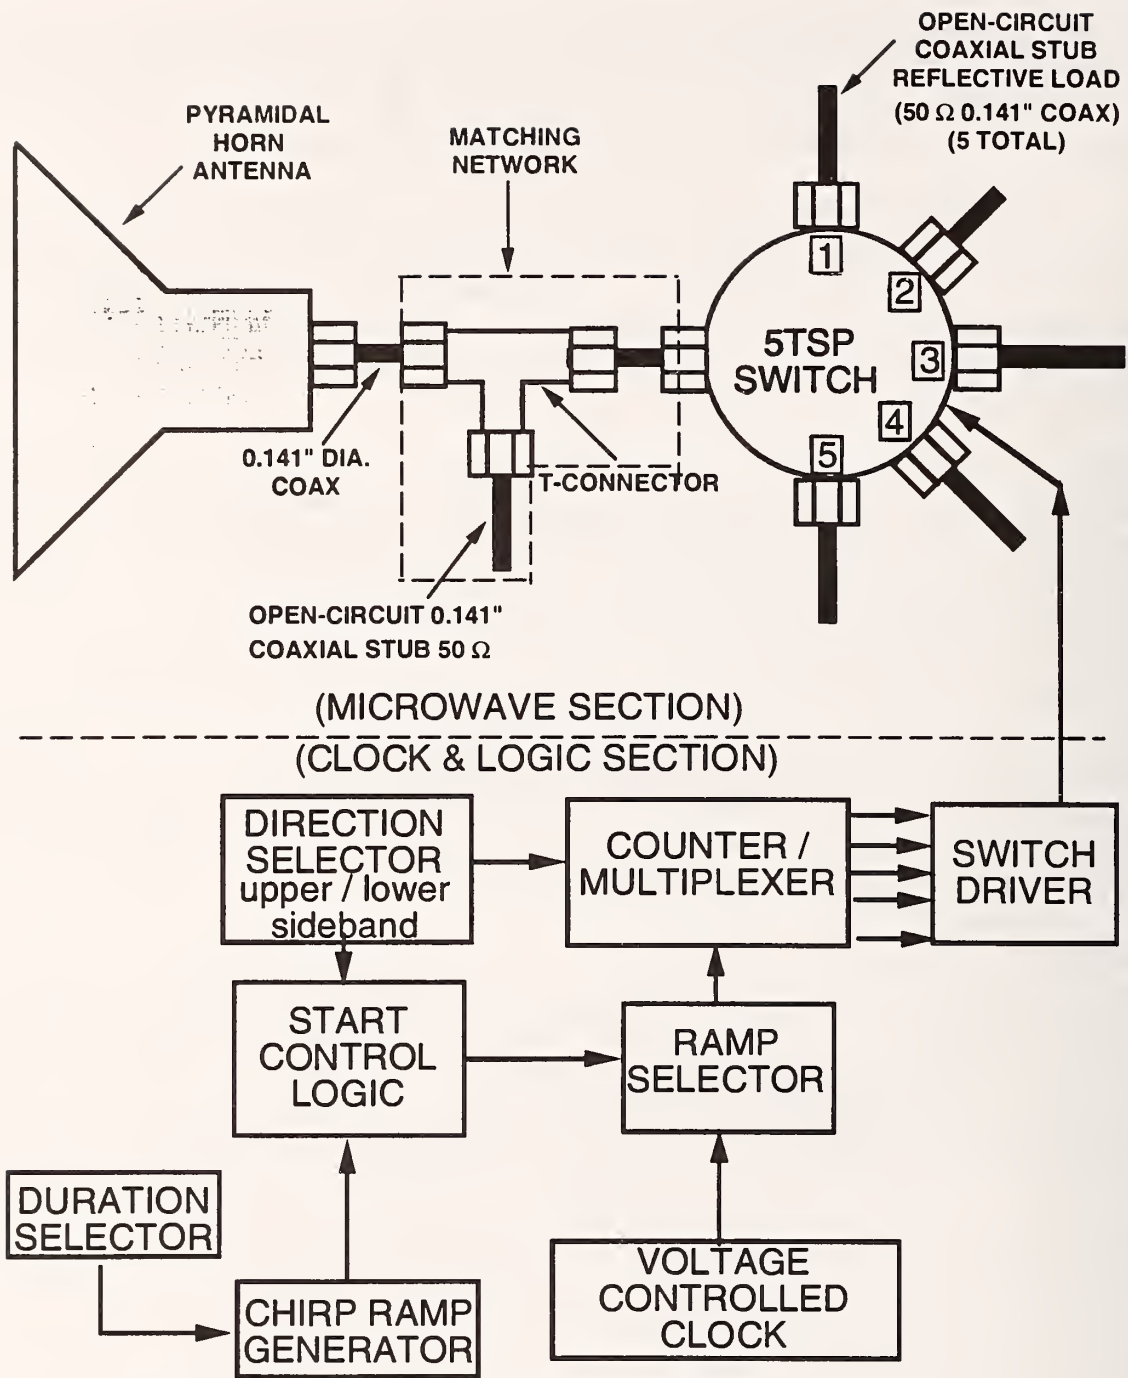 OPEN-CIRCUIT
COAXIAL STUB
REFLECTIVE LOAD
(50 Ω 0.141" COAX)
(5 TOTAL)
PYRAMIDAL
HORN
ANTENNA
MATCHING
NETWORK
1
2
3
4
5
5TSP
SWITCH
0.141" DIA.
COAX
T-CONNECTOR
OPEN-CIRCUIT 0.141"
COAXIAL STUB 50 Ω
(MICROWAVE SECTION)
(CLOCK & LOGIC SECTION)
DIRECTION
SELECTOR
upper / lower
sideband
COUNTER /
MULTIPLEXER
SWITCH
DRIVER
START
CONTROL
LOGIC
RAMP
SELECTOR
DURATION
SELECTOR
CHIRP RAMP
GENERATOR
VOLTAGE
CONTROLLED
CLOCK